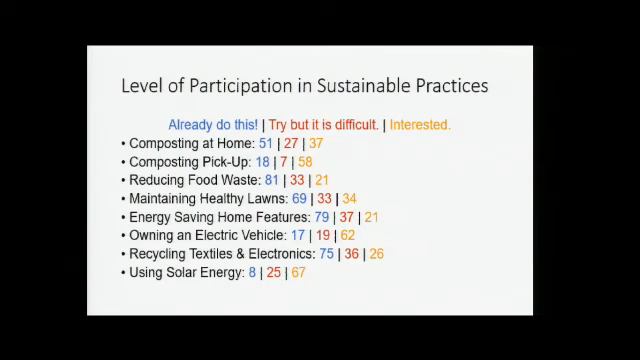 Level of Participation in Sustainable Practices
Already do this! | Try but it is difficult. | Interested.
• Composting at Home: 51 | 27 | 37
• Composting Pick-Up: 18 | 7 | 58
• Reducing Food Waste: 81 | 33 | 21
• Maintaining Healthy Lawns: 69 | 33 | 34
• Energy Saving Home Features: 79 | 37 | 21
• Owning an Electric Vehicle: 17 | 19 | 62
• Recycling Textiles & Electronics: 75 | 36 | 26
• Using Solar Energy: 8 | 25 | 67